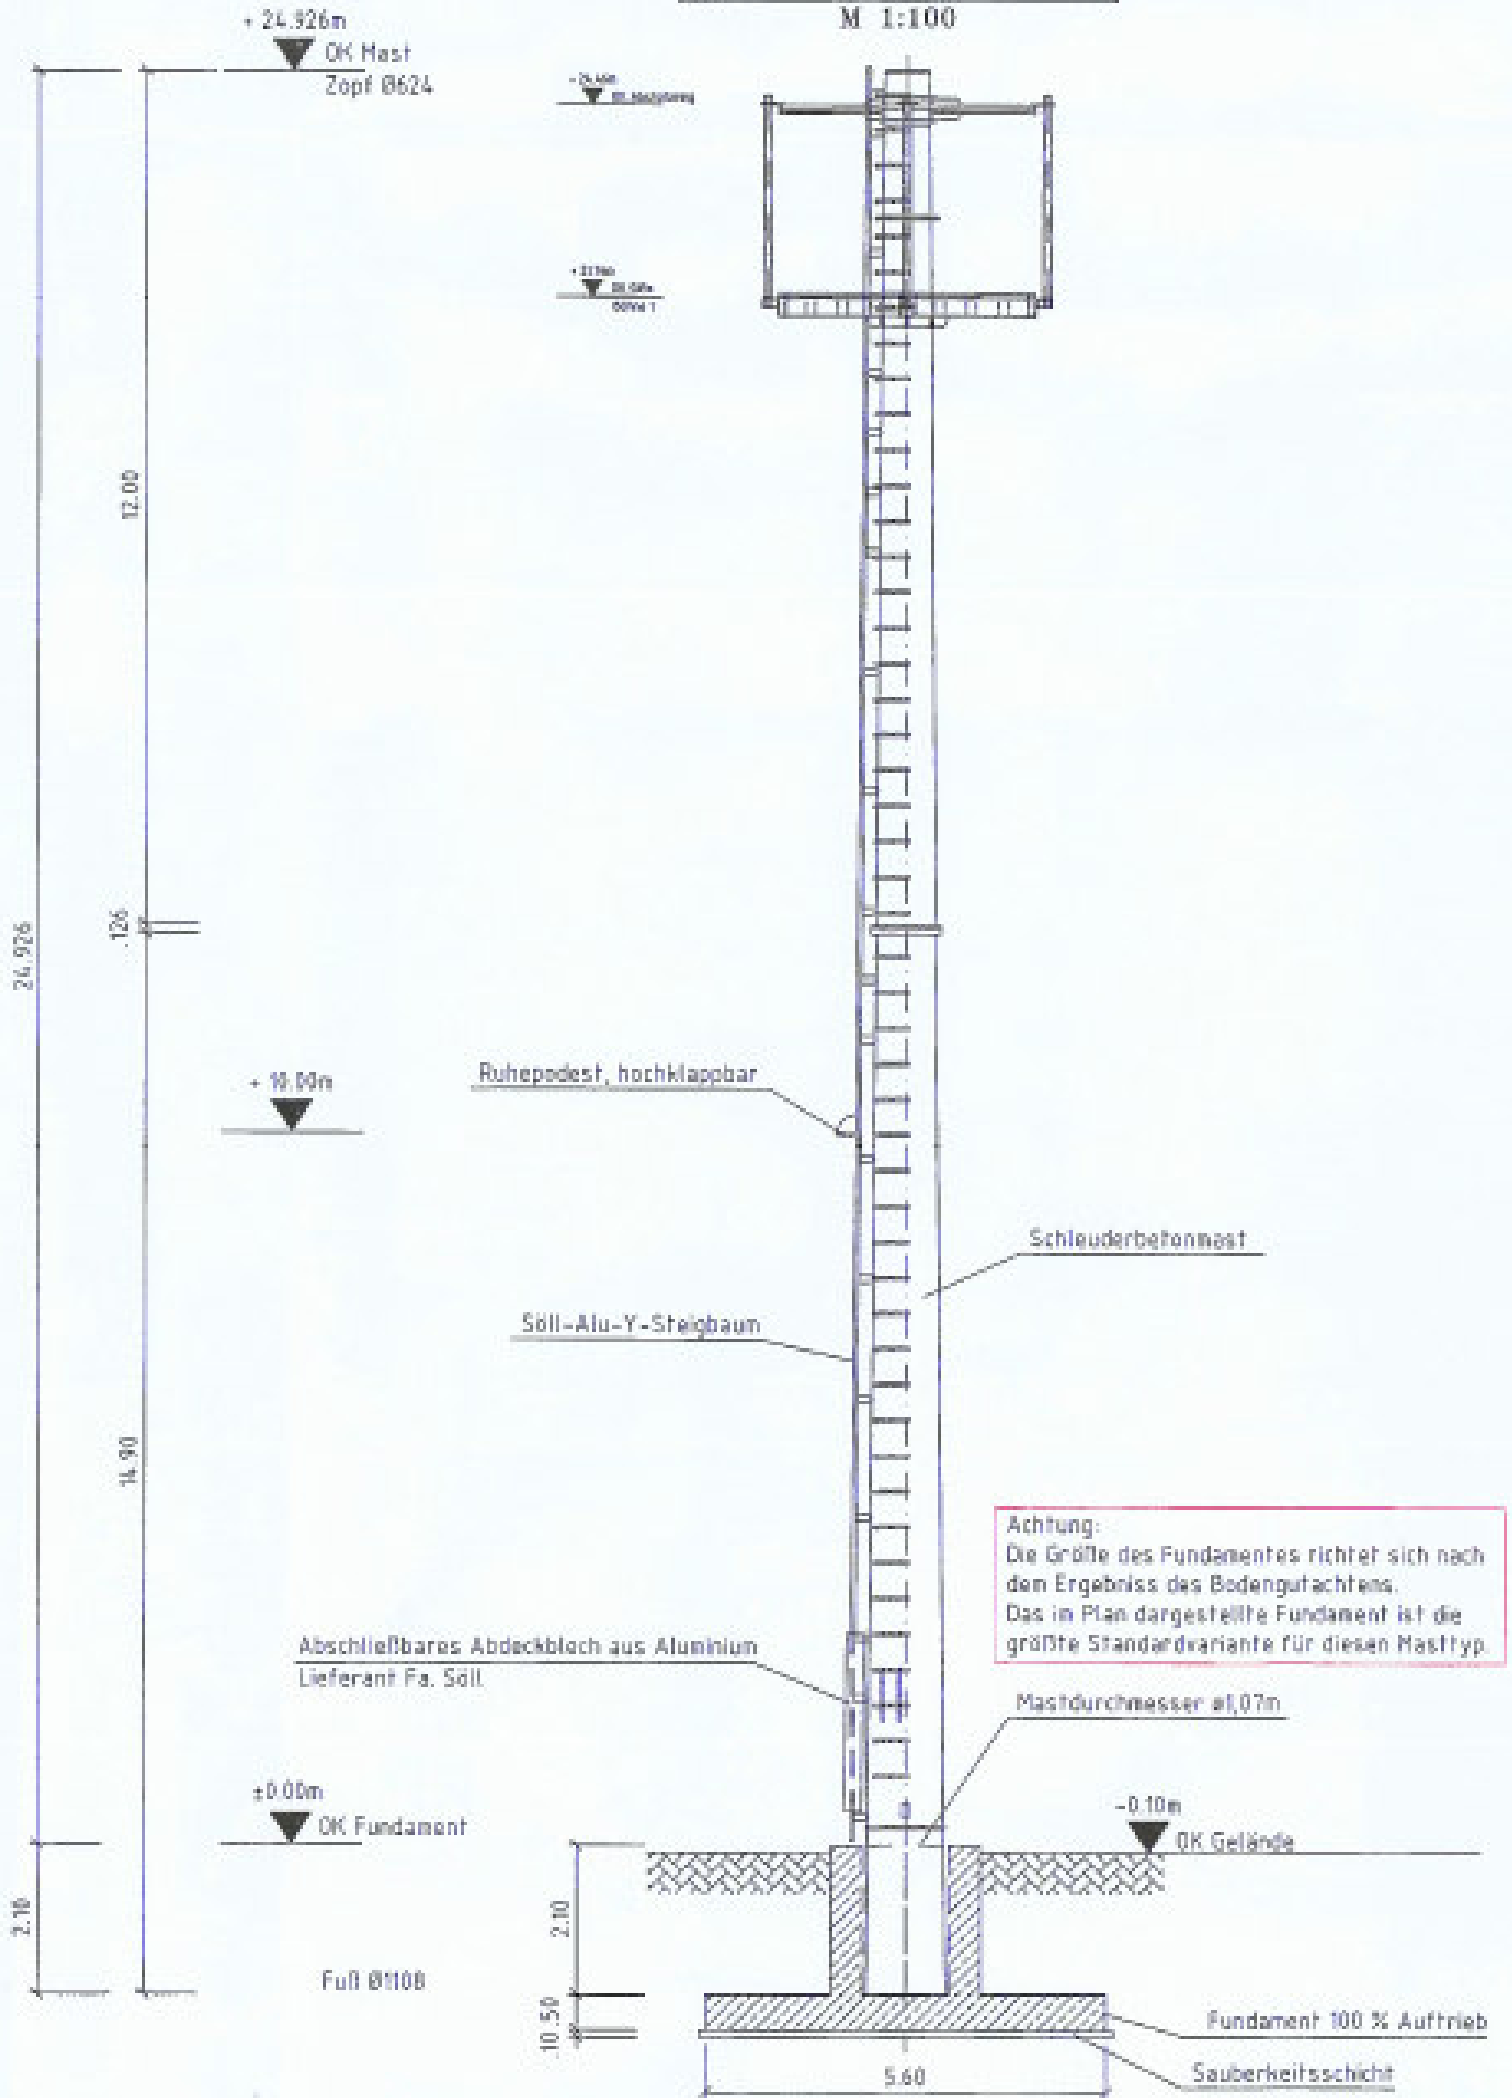 M 1:100
+ 24.926m
OK Mast
Zopf Ø624
12.00
.126
24.926
+ 10.00m
Ruhepodest, hochklappbar
Schleuderbetonmast
Söll-Alu-Y-Steigbaum
14.90
Achtung:
Die Größe des Fundamentes richtet sich nach
dem Ergebniss des Bodengutachtens.
Das im Plan dargestellte Fundament ist die
größte Standardvariante für diesen Masttyp.
Abschließbares Abdeckblech aus Aluminium
Lieferant Fa. Söll
Mastdurchmesser ø1,07m
±0.00m
OK Fundament
-0.10m
OK Gelände
2.10
2.10
Fuß Ø1108
.50
.10
Fundament 100 % Auftrieb
Sauberkeitsschicht
5.60